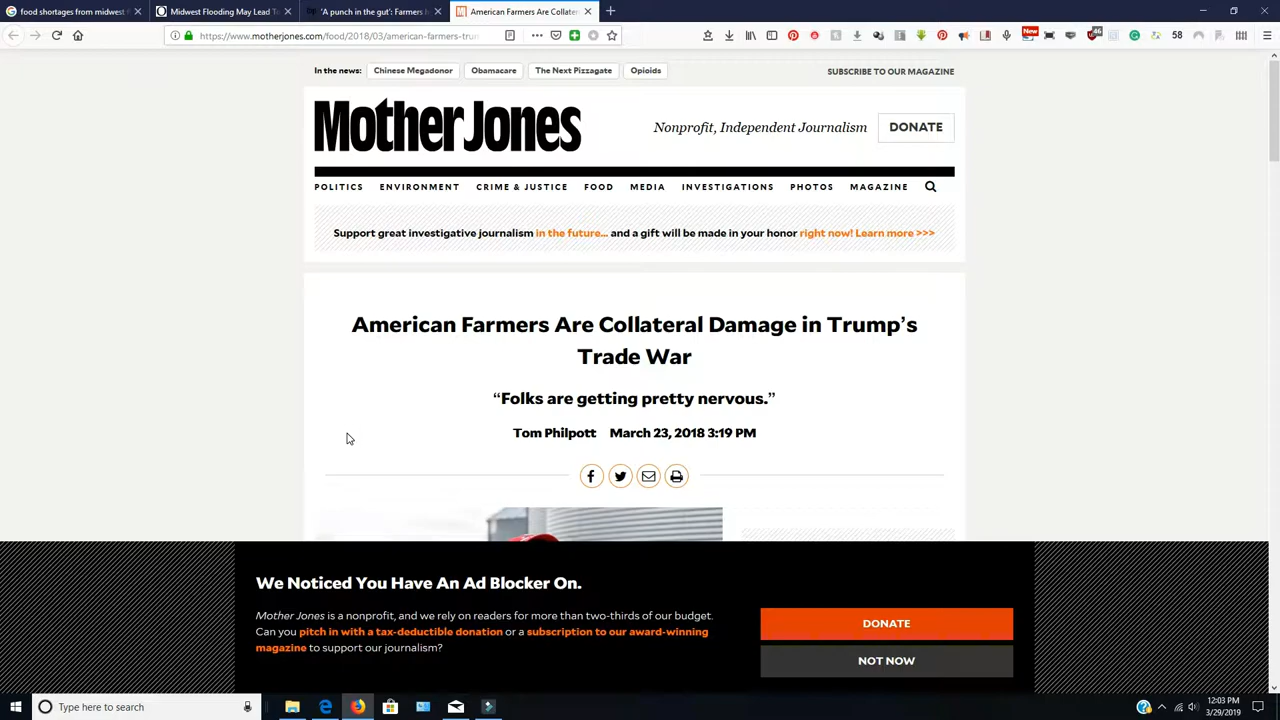 food shortages from midwest f
Midwest Flooding May Lead To
'A punch in the gut': Farmers h
American Farmers Are Collater
https://www.motherjones.com/food/2018/03/american-farmers-trum
New
46
58
In the news:
Chinese Megadonor
Obamacare
The Next Pizzagate
Opioids
SUBSCRIBE TO OUR MAGAZINE
Mother Jones
Nonprofit, Independent Journalism
DONATE
POLITICS ENVIRONMENT CRIME & JUSTICE FOOD MEDIA INVESTIGATIONS PHOTOS MAGAZINE
Support great investigative journalism in the future... and a gift will be made in your honor right now! Learn more >>>
American Farmers Are Collateral Damage in Trump's
Trade War
“Folks are getting pretty nervous.”
Tom Philpott March 23, 2018 3:19 PM
We Noticed You Have An Ad Blocker On.
Mother Jones is a nonprofit, and we rely on readers for more than two-thirds of our budget.
Can you pitch in with a tax-deductible donation or a subscription to our award-winning
magazine to support our journalism?
DONATE
NOT NOW
Type here to search
12:03 PM
3/29/2019